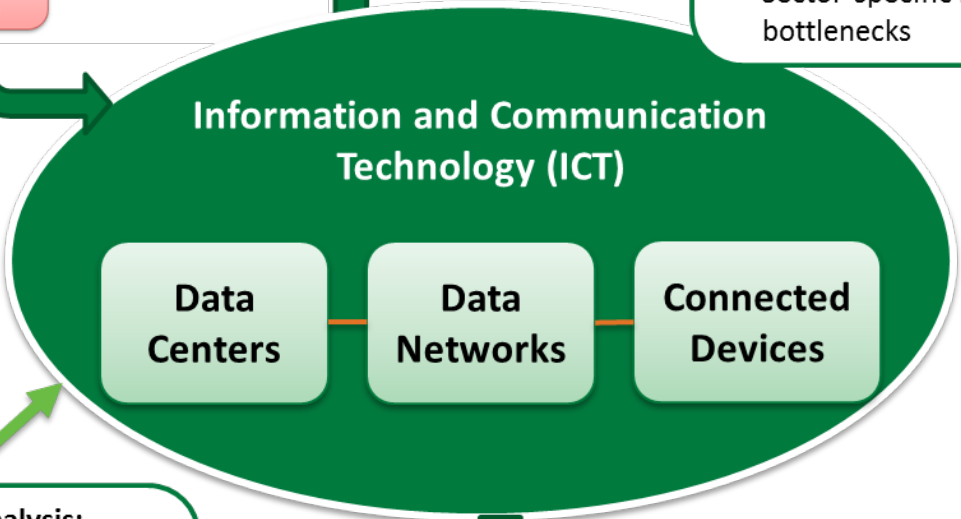 bottlenecks
Information and Communication
Technology (ICT)
Data
Centers
Data
Networks
Connected
Devices